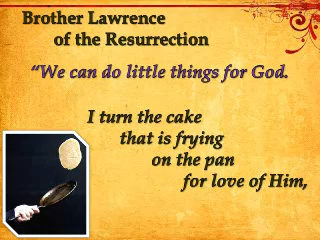 Brother Lawrence
of the Resurrection
“We can do little things for God.
I turn the cake
that is frying
on the pan
for love of Him,